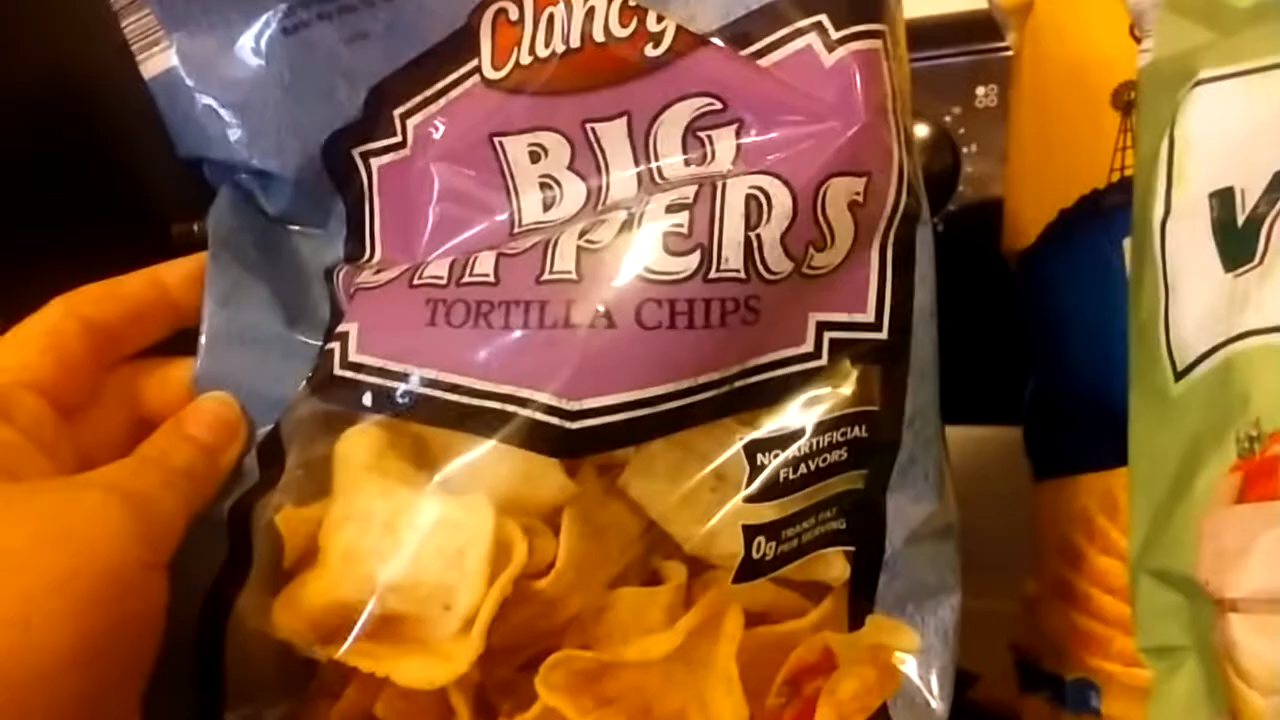 Clancy's
BIG
DIPPERS
TORTILLA CHIPS
NO ARTIFICIAL
FLAVORS
0g TRANS FAT
PER SERVING